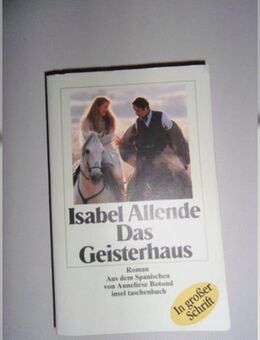 Isabel Allende
Das
Geisterhaus
Roman
Aus dem Spanischen
von Anneliese Botond
insel taschenbuch
In großer
Schrift